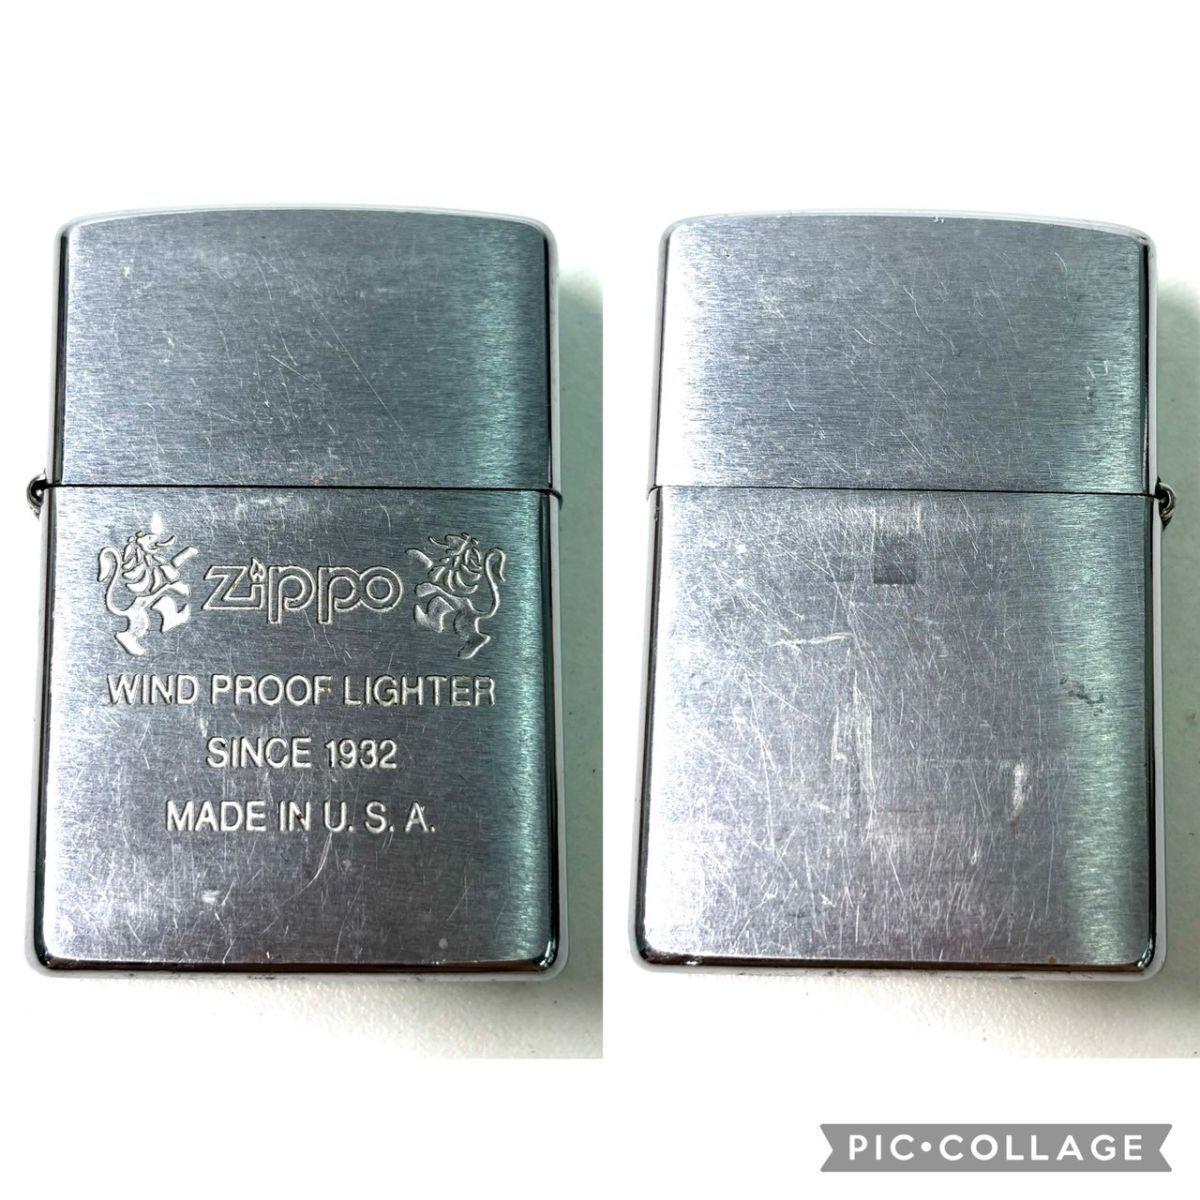 Zippo
WIND PROOF LIGHTER
SINCE 1932
MADE IN U. S. A.
PIC•COLLAGE